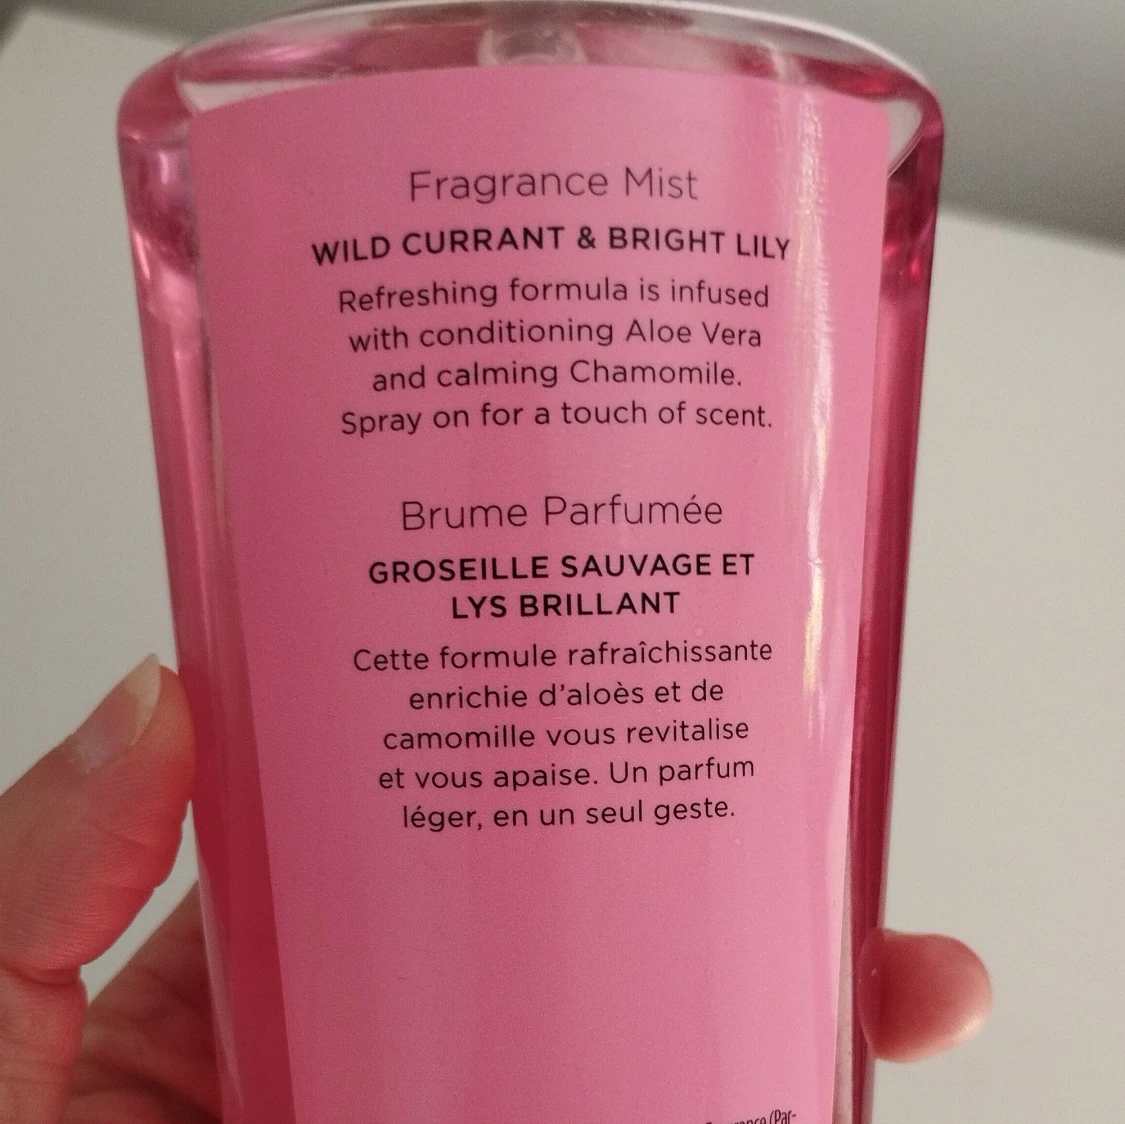 Fragrance Mist
WILD CURRANT & BRIGHT LILY
Refreshing formula is infused
with conditioning Aloe Vera
and calming Chamomile.
Spray on for a touch of scent.
Brume Parfumée
GROSEILLE SAUVAGE ET
LYS BRILLANT
Cette formule rafraîchissante
enrichie d'aloès et de
camomille vous revitalise
et vous apaise. Un parfum
léger, en un seul geste.
(Par-